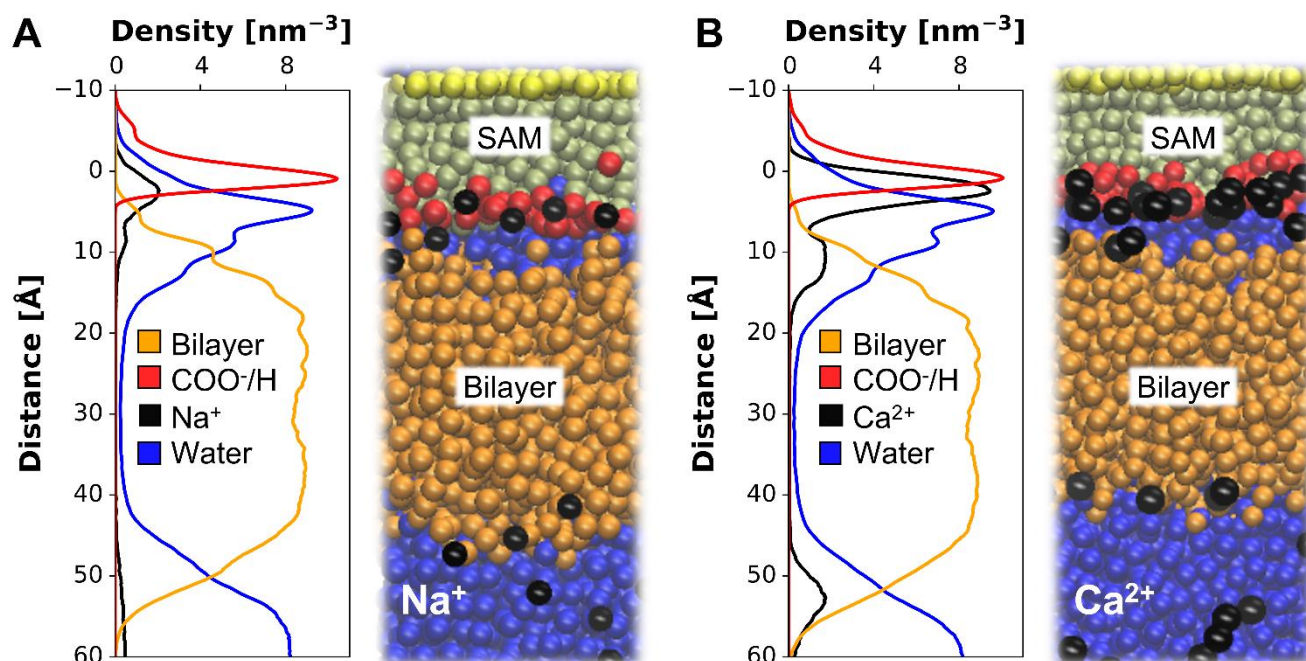 A
Density [nm⁻³]
0 4 8
Distance [Å]
−10
0
10
20
30
40
50
60
Bilayer
COO⁻/H
Na⁺
Water
SAM
Bilayer
Na⁺
B
Density [nm⁻³]
0 4 8
Distance [Å]
−10
0
10
20
30
40
50
60
Bilayer
COO⁻/H
Ca²⁺
Water
SAM
Bilayer
Ca²⁺